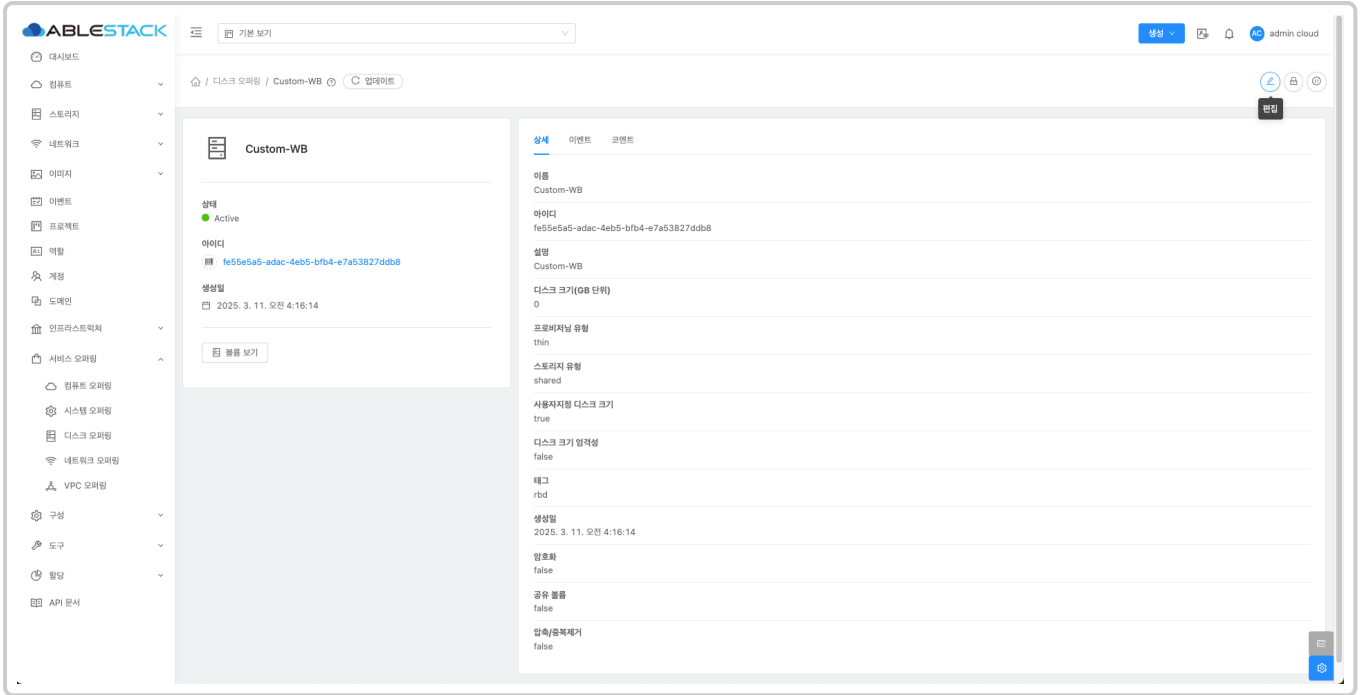 ABLESTACK
기본 보기
생성
AC admin cloud
대시보드
컴퓨트
스토리지
네트워크
이미지
이벤트
프로젝트
역할
계정
도메인
인프라스트럭쳐
서비스 오퍼링
컴퓨트 오퍼링
시스템 오퍼링
디스크 오퍼링
네트워크 오퍼링
VPC 오퍼링
구성
도구
할당
API 문서
/ 디스크 오퍼링 / Custom-WB 업데이트
편집
Custom-WB
상태
Active
아이디
fe55e5a5-adac-4eb5-bfb4-e7a53827ddb8
생성일
2025. 3. 11. 오전 4:16:14
볼륨 보기
상세 이벤트 코멘트
이름
Custom-WB
아이디
fe55e5a5-adac-4eb5-bfb4-e7a53827ddb8
설명
Custom-WB
디스크 크기(GB 단위)
0
프로비저닝 유형
thin
스토리지 유형
shared
사용자지정 디스크 크기
true
디스크 크기 엄격성
false
태그
rbd
생성일
2025. 3. 11. 오전 4:16:14
암호화
false
공유 볼륨
false
압축/중복제거
false